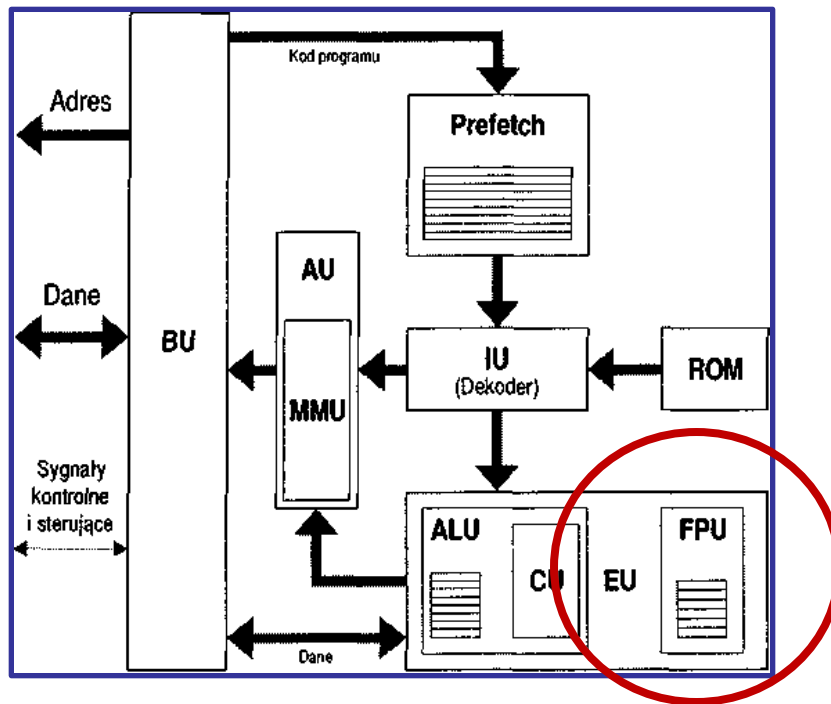 Kod programu
Adres
Prefetch
AU
Dane
BU
IU
(Dekoder)
ROM
MMU
Sygnały
kontrolne
i sterujące
ALU
FPU
CU
EU
Dane